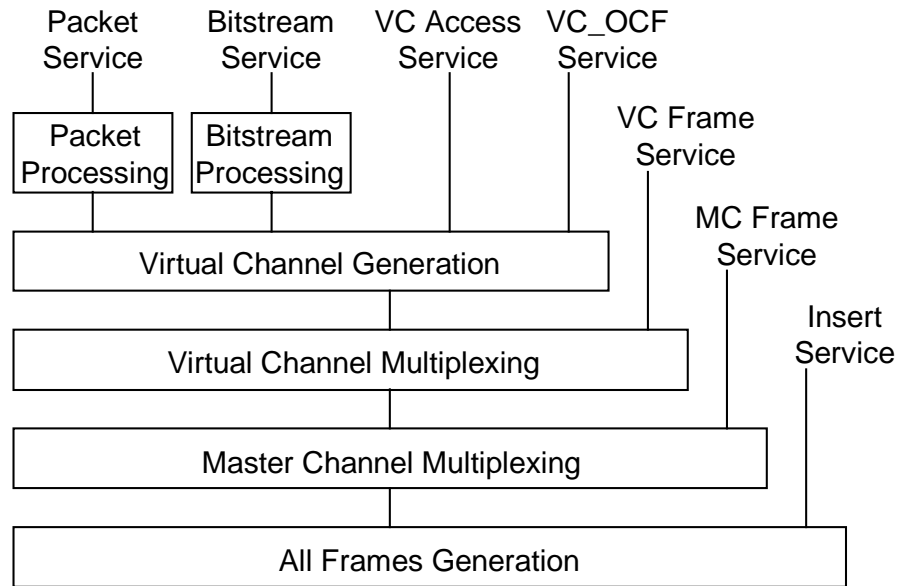 Packet
Service
Bitstream
Service
VC Access
Service
VC_OCF
Service
VC Frame
Service
Packet
Processing
Bitstream
Processing
MC Frame
Service
Virtual Channel Generation
Insert
Service
Virtual Channel Multiplexing
Master Channel Multiplexing
All Frames Generation